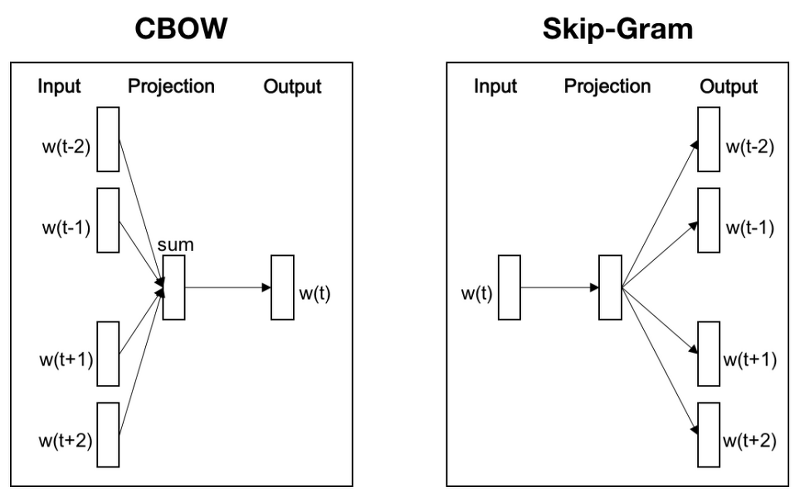 CBOW
Input Projection Output
w(t-2)
w(t-1)
sum
w(t)
w(t+1)
w(t+2)
Skip-Gram
Input Projection Output
w(t-2)
w(t-1)
w(t)
w(t+1)
w(t+2)